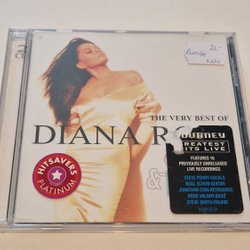 2,-
THE VERY BEST OF
DIANA R
&
HITSAVERS
PLATINUM
JOURNEY
GREATEST
HITS LIVE
FEATURES 16
PREVIOUSLY UNRELEASED
LIVE RECORDINGS
STEVE PERRY-VOCALS
NEAL SCHON-GUITAR
JONATHAN CAIN-KEYBOARDS
ROSS VALORY-BASS
STEVE SMITH-DRUMS